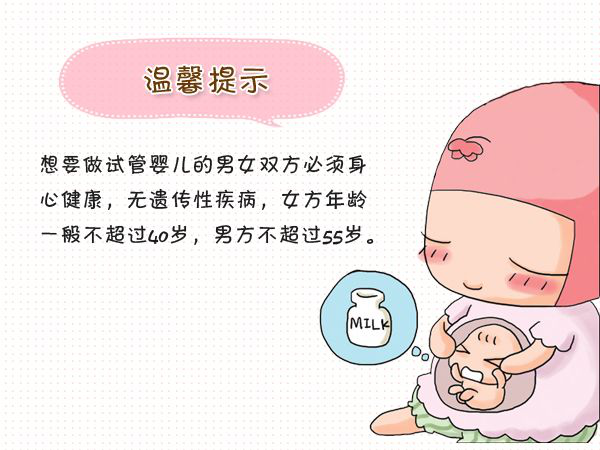 温馨提示
想要做试管婴儿的男女双方必须身
心健康，无遗传性疾病，女方年龄
一般不超过40岁，男方不超过55岁。
MILK